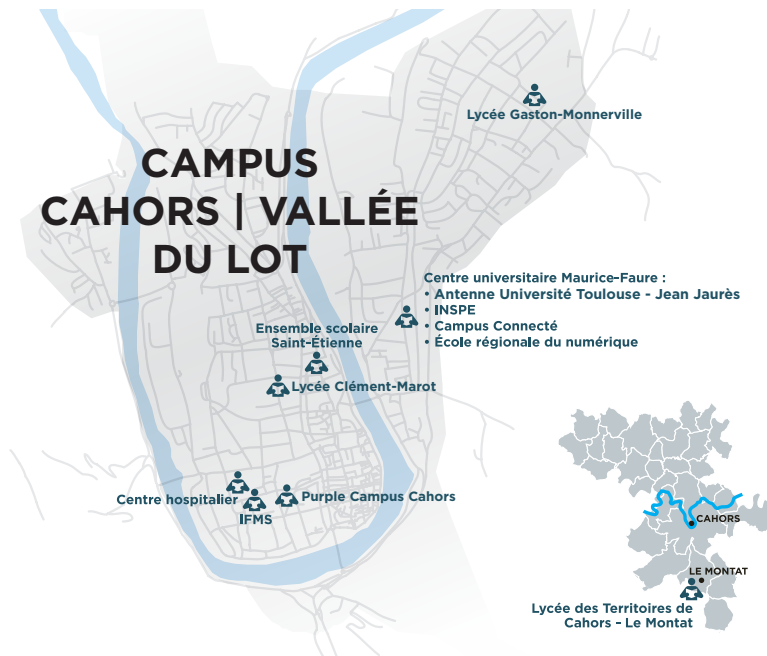 Lycée Gaston-Monnerville
CAMPUS
CAHORS | VALLÉE
DU LOT
Centre universitaire Maurice-Faure :
• Antenne Université Toulouse - Jean Jaurès
• INSPE
• Campus Connecté
• École régionale du numérique
Ensemble scolaire
Saint-Étienne
Lycée Clément-Marot
Centre hospitalier
IFMS
Purple Campus Cahors
CAHORS
LE MONTAT
Lycée des Territoires de
Cahors - Le Montat